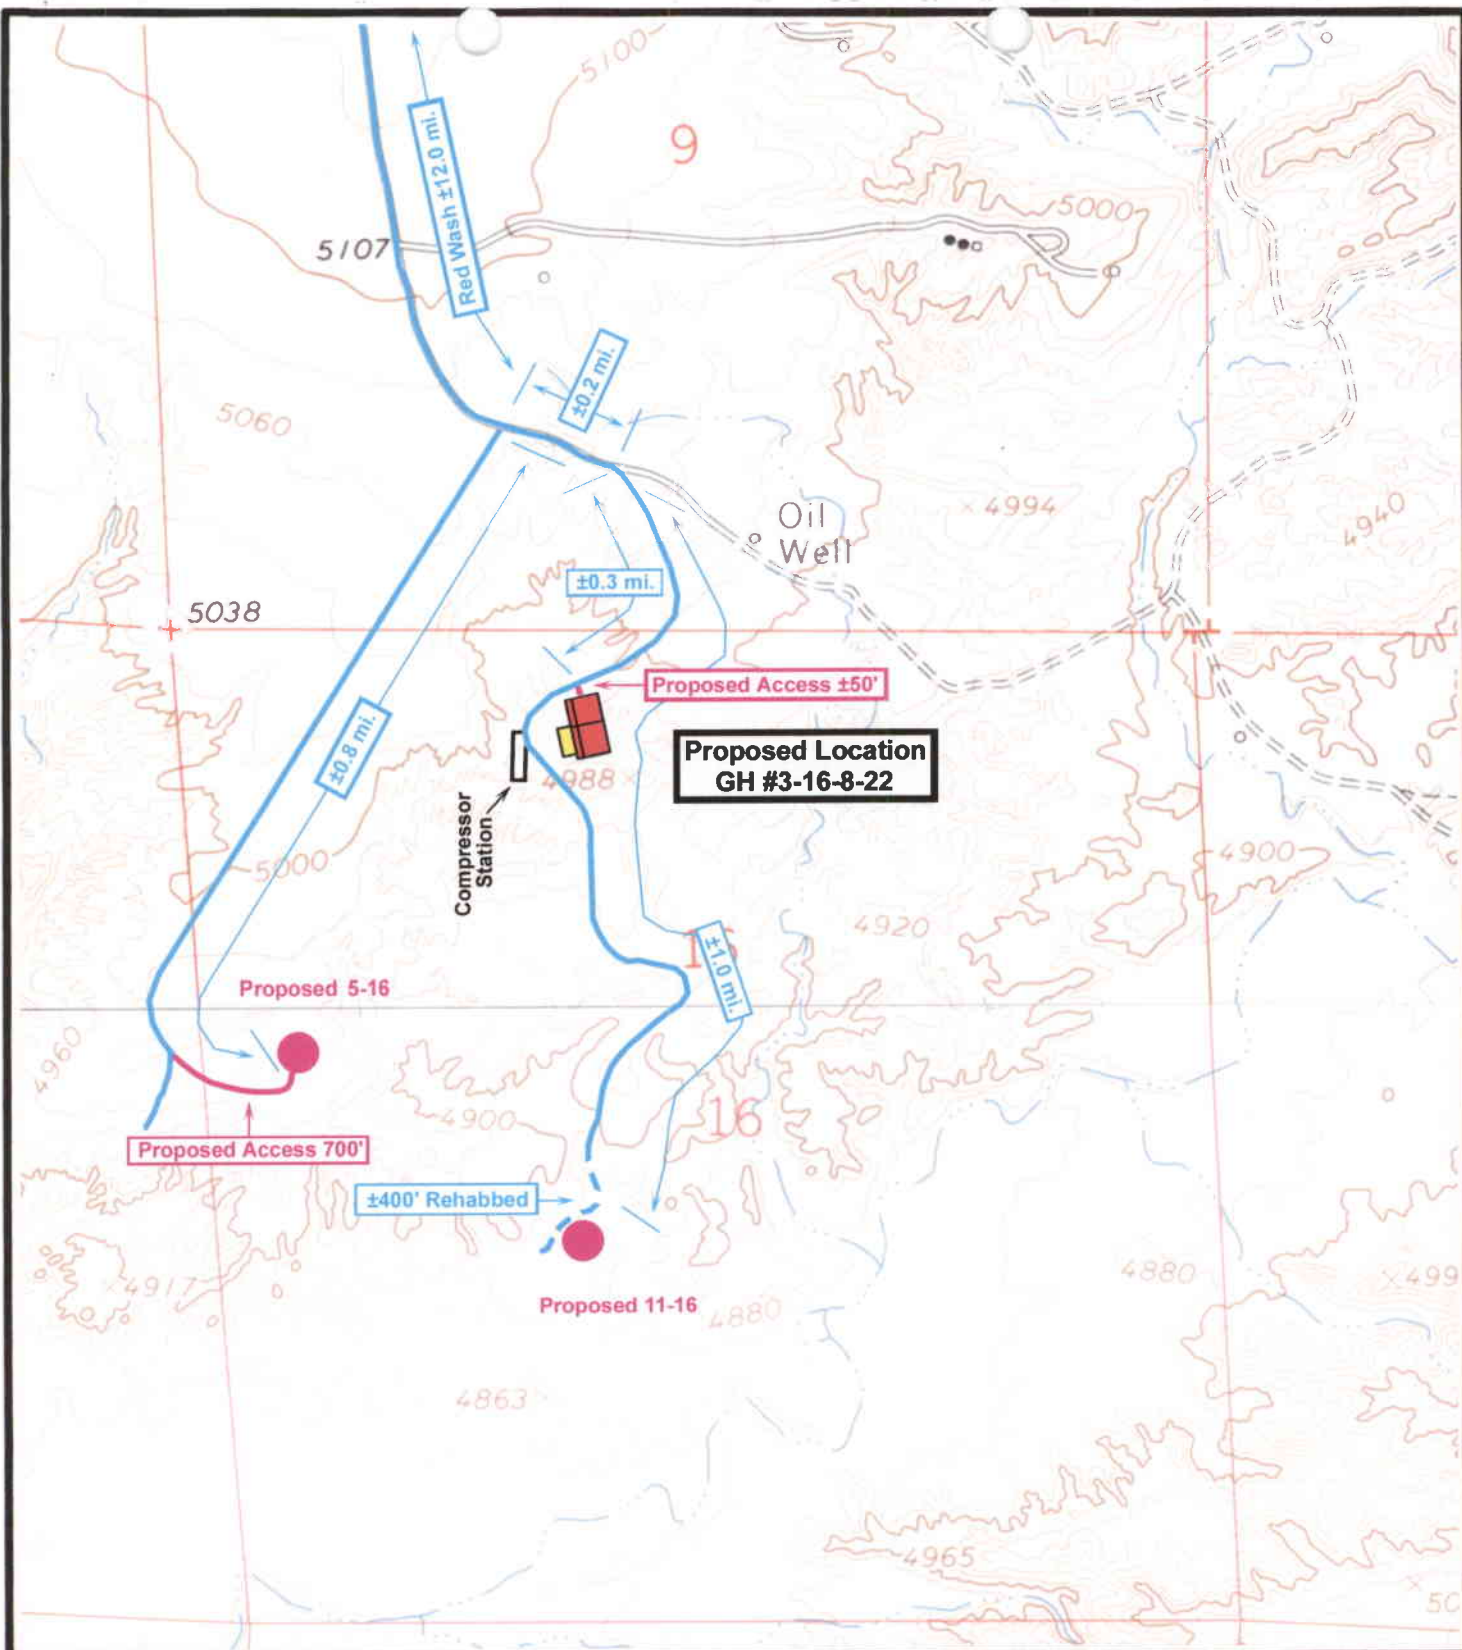 5100
9
Red Wash ±12.0 mi.
5000
5107
±0.2 mi.
5060
Oil
Well
4994
4940
±0.3 mi.
5038
Proposed Access ±50'
±0.8 mi.
Proposed Location
GH #3-16-8-22
4988
Compressor
Station
5000
4900
4920
±1.0 mi.
Proposed 5-16
4960
4900
16
Proposed Access 700'
±400' Rehabbed
4917
4880
499
Proposed 11-16
4880
4863
4965
50